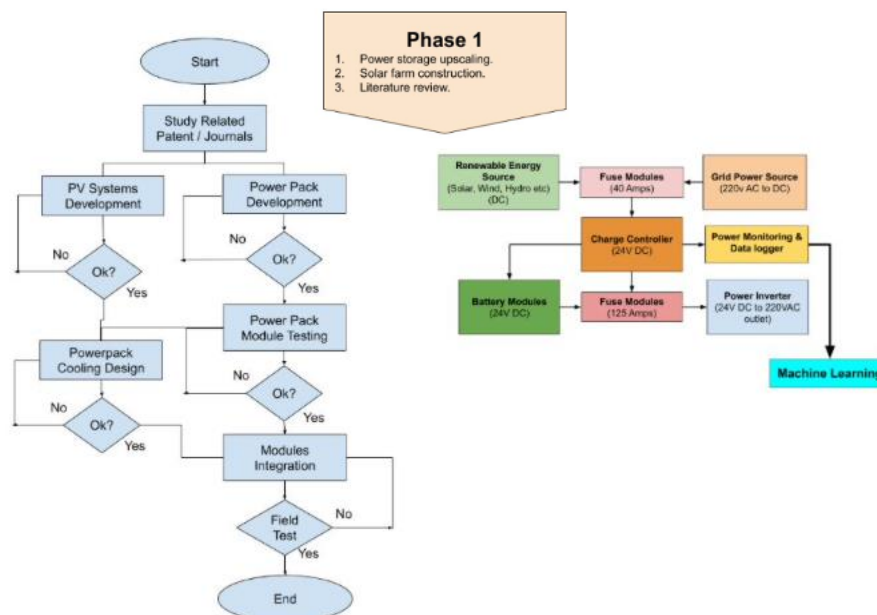 Start
Study Related
Patent / Journals
PV Systems
Development
Power Pack
Development
No
Ok?
Yes
No
Ok?
Yes
Power Pack
Module Testing
Powerpack
Cooling Design
No
Ok?
Yes
No
Ok?
Yes
Modules
Integration
Field
Test
No
Yes
End
Phase 1
1. Power storage upscaling.
2. Solar farm construction.
3. Literature review.
Renewable Energy
Source
(Solar, Wind, Hydro etc)
(DC)
Fuse Modules
(40 Amps)
Grid Power Source
(220v AC to DC)
Charge Controller
(24V DC)
Power Monitoring &
Data logger
Battery Modules
(24V DC)
Fuse Modules
(125 Amps)
Power Inverter
(24V DC to 220VAC
outlet)
Machine Learning